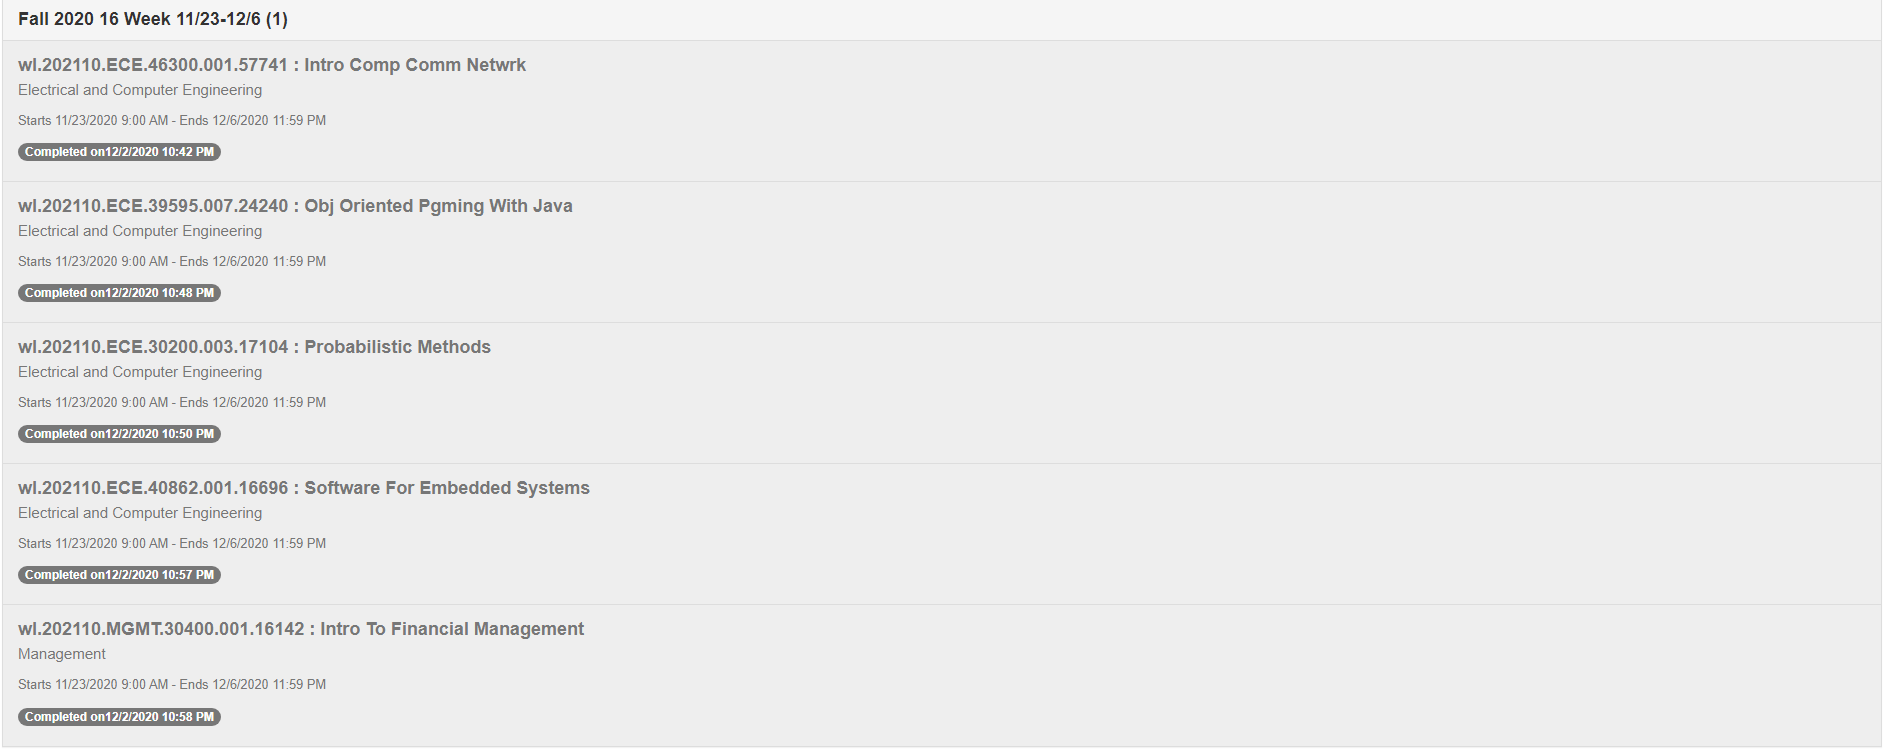 Fall 2020 16 Week 11/23-12/6 (1)
wl.202110.ECE.46300.001.57741 : Intro Comp Comm Netwrk
Electrical and Computer Engineering
Starts 11/23/2020 9:00 AM - Ends 12/6/2020 11:59 PM
Completed on12/2/2020 10:42 PM
wl.202110.ECE.39595.007.24240 : Obj Oriented Pgming With Java
Electrical and Computer Engineering
Starts 11/23/2020 9:00 AM - Ends 12/6/2020 11:59 PM
Completed on12/2/2020 10:48 PM
wl.202110.ECE.30200.003.17104 : Probabilistic Methods
Electrical and Computer Engineering
Starts 11/23/2020 9:00 AM - Ends 12/6/2020 11:59 PM
Completed on12/2/2020 10:50 PM
wl.202110.ECE.40862.001.16696 : Software For Embedded Systems
Electrical and Computer Engineering
Starts 11/23/2020 9:00 AM - Ends 12/6/2020 11:59 PM
Completed on12/2/2020 10:57 PM
wl.202110.MGMT.30400.001.16142 : Intro To Financial Management
Management
Starts 11/23/2020 9:00 AM - Ends 12/6/2020 11:59 PM
Completed on12/2/2020 10:58 PM